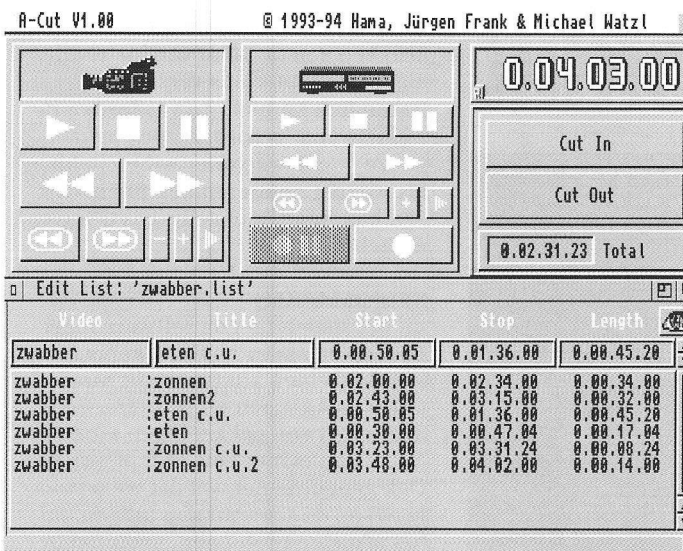 A-Cut V1.00
© 1993-94 Hama, Jürgen Frank & Michael Watzl
0.04.03.00
Cut In
Cut Out
0.02.31.23 Total
Edit List: 'zwabber.list'
Video Title Start Stop Length
zwabber eten c.u. 0.00.50.05 0.01.36.00 0.00.45.20
zwabber :zonnen 0.02.00.00 0.02.34.00 0.00.34.00
zwabber :zonnen2 0.02.43.00 0.03.15.00 0.00.32.00
zwabber :eten c.u. 0.00.50.05 0.01.36.00 0.00.45.20
zwabber :eten 0.00.30.00 0.00.47.04 0.00.17.04
zwabber :zonnen c.u. 0.03.23.00 0.03.31.24 0.00.08.24
zwabber :zonnen c.u.2 0.03.48.00 0.04.02.00 0.00.14.00